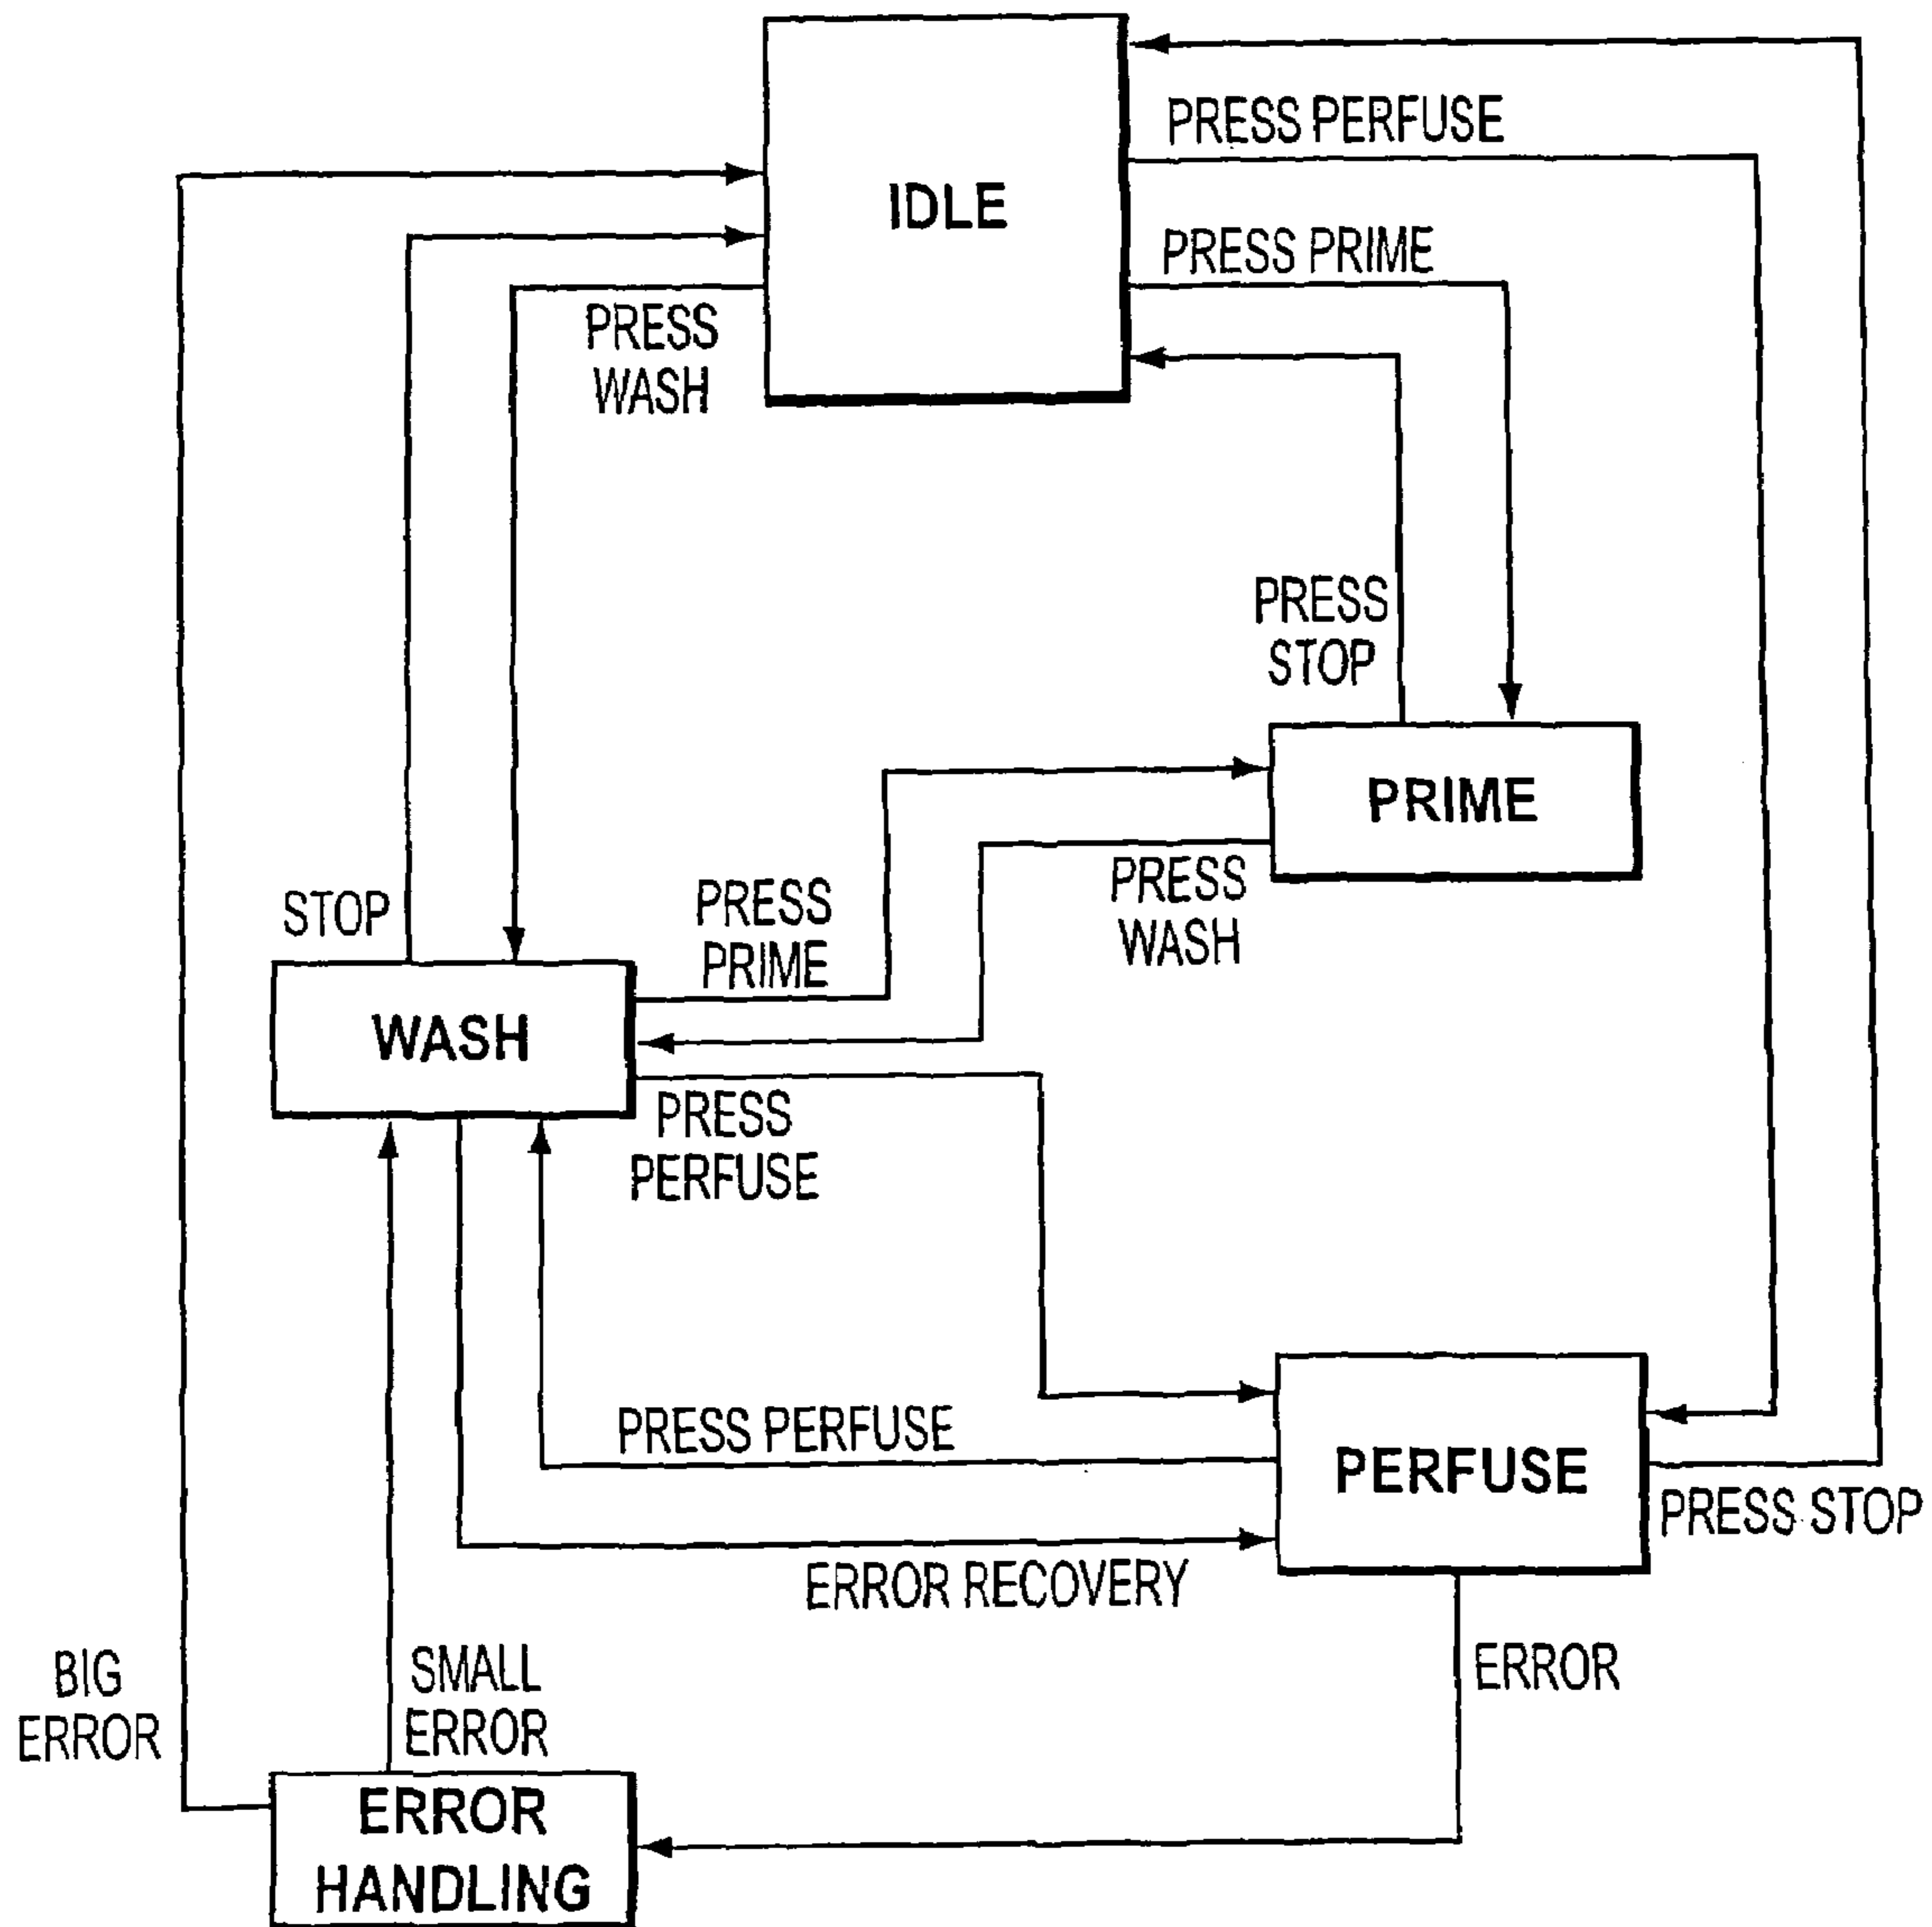 PRESS PERFUSE
IDLE
PRESS PRIME
PRESS
WASH
PRESS
STOP
PRIME
PRESS
WASH
STOP
PRESS
PRIME
WASH
PRESS
PERFUSE
PRESS PERFUSE
PERFUSE
PRESS STOP
ERROR RECOVERY
BIG
ERROR
SMALL
ERROR
ERROR
ERROR
HANDLING